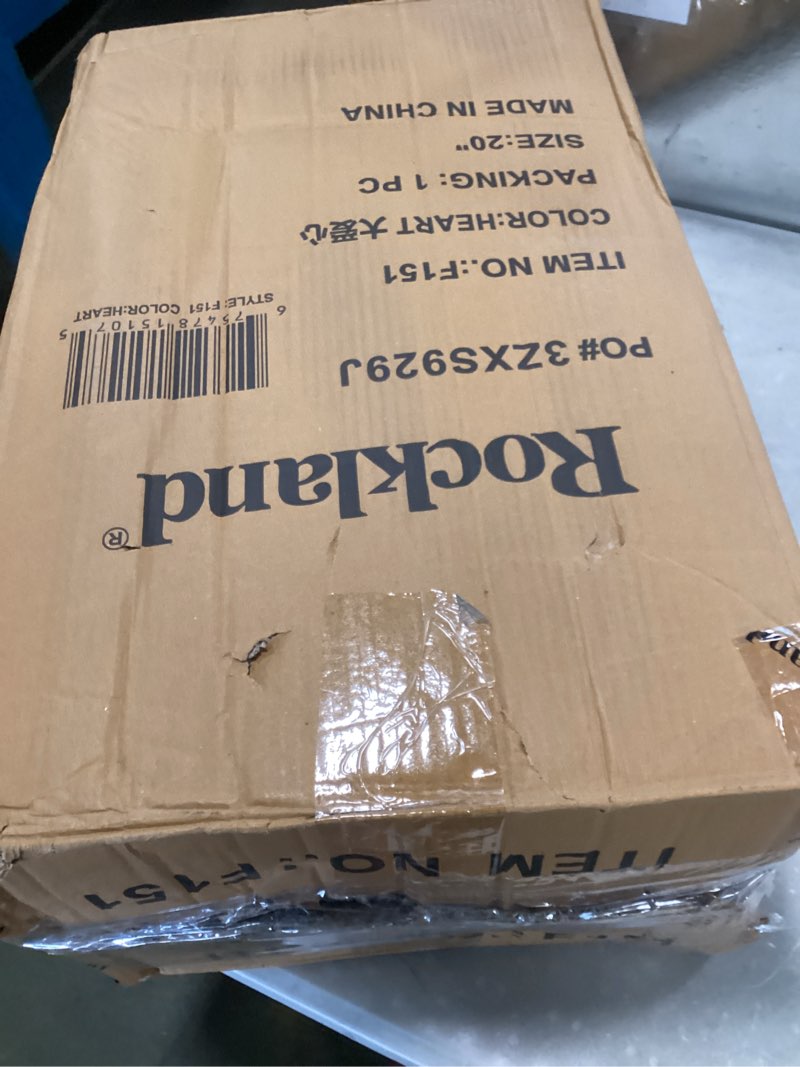 Rockland®
PO# 3ZXS929J
ITEM NO.:F151
COLOR:HEART 大爱心
PACKING: 1 PC
SIZE:20"
MADE IN CHINA
6 75478 15107 5
STYLE: F151 COLOR:HEART
ITEM NO.:F151